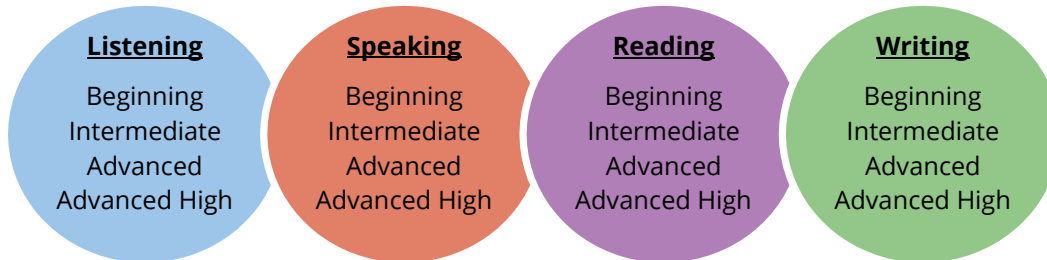 Listening
Beginning
Intermediate
Advanced
Advanced High
Speaking
Beginning
Intermediate
Advanced
Advanced High
Reading
Beginning
Intermediate
Advanced
Advanced High
Writing
Beginning
Intermediate
Advanced
Advanced High